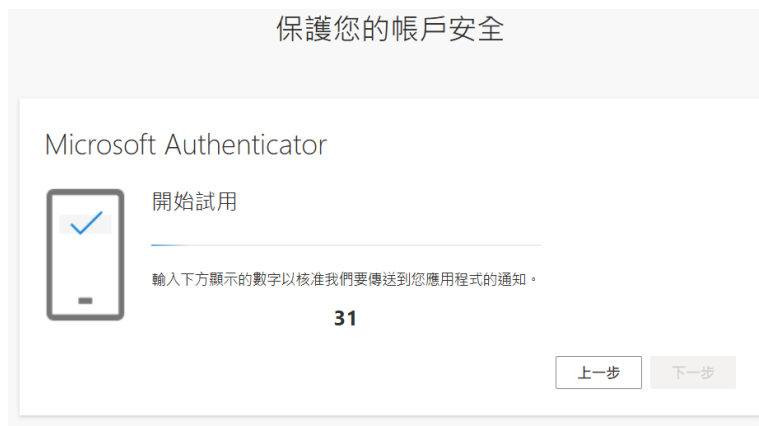 保護您的帳戶安全
Microsoft Authenticator
開始試用
輸入下方顯示的數字以核准我們要傳送到您應用程式的通知。
31
上一步
下一步